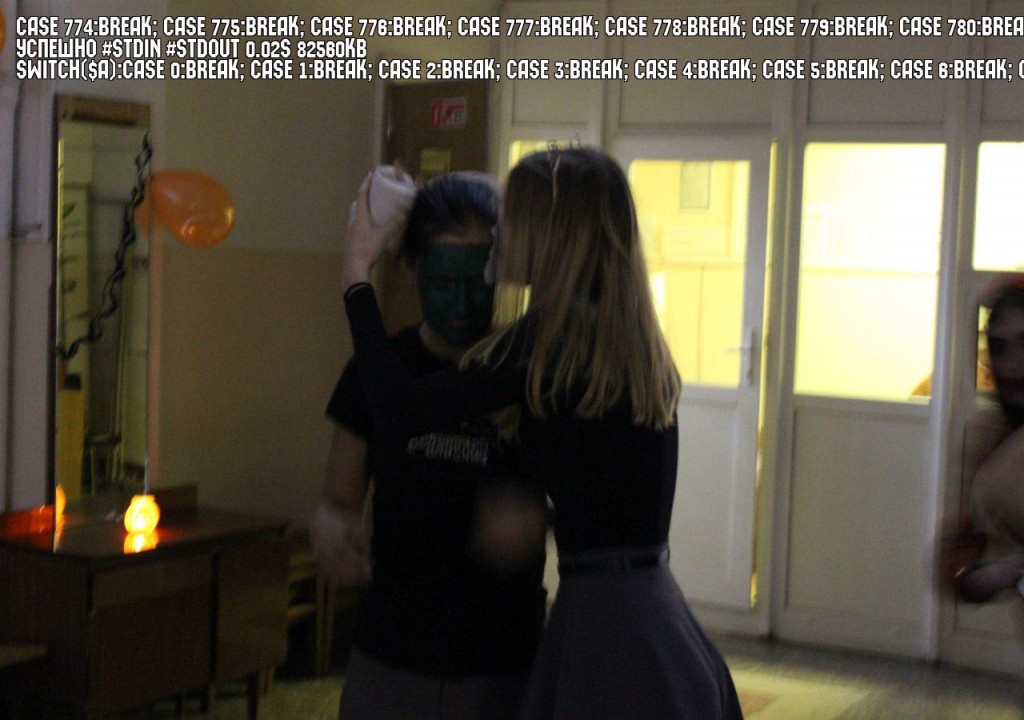 CASE 774:BREAK; CASE 775:BREAK; CASE 776:BREAK; CASE 777:BREAK; CASE 778:BREAK; CASE 779:BREAK; CASE 780:BREA
УСПЕШНО #STDIN #STDOUT 0.02S 82560KB
SWITCH($A):CASE 0:BREAK; CASE 1:BREAK; CASE 2:BREAK; CASE 3:BREAK; CASE 4:BREAK; CASE 5:BREAK; CASE 6:BREAK;